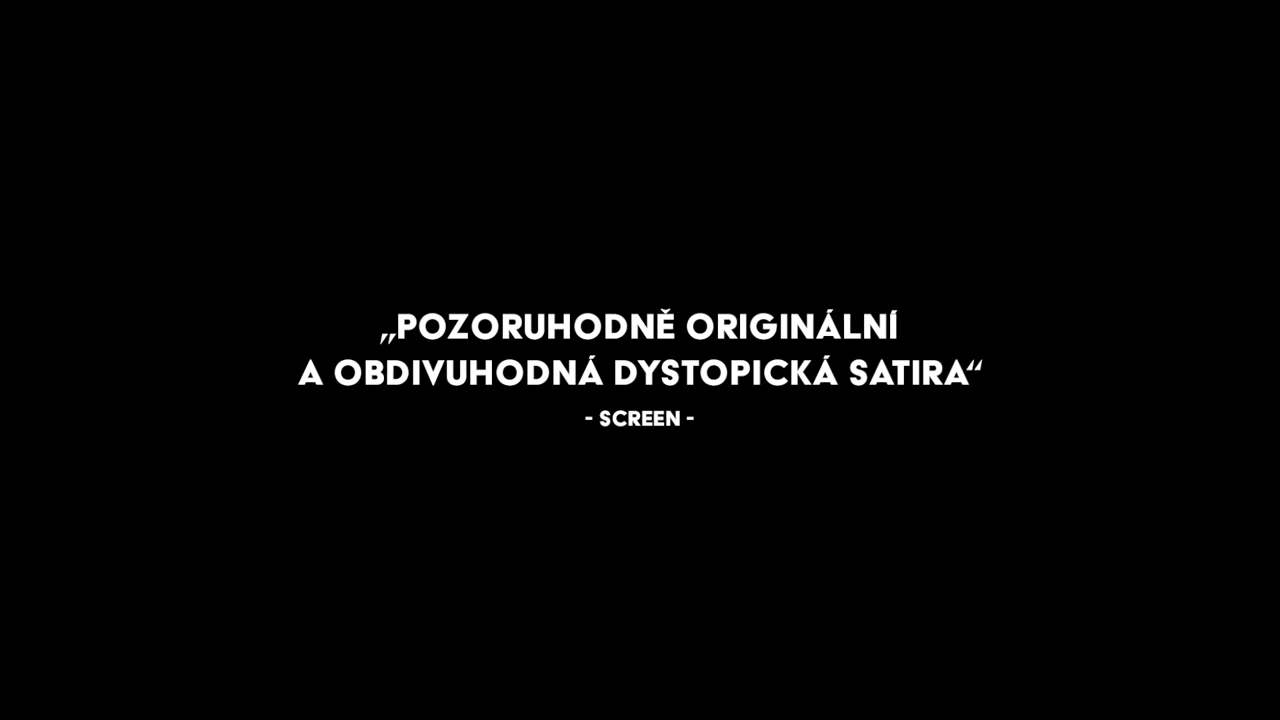 „POZORUHODNĚ ORIGINÁLNÍ
A OBDIVUHODNÁ DYSTOPICKÁ SATIRA“
- SCREEN -